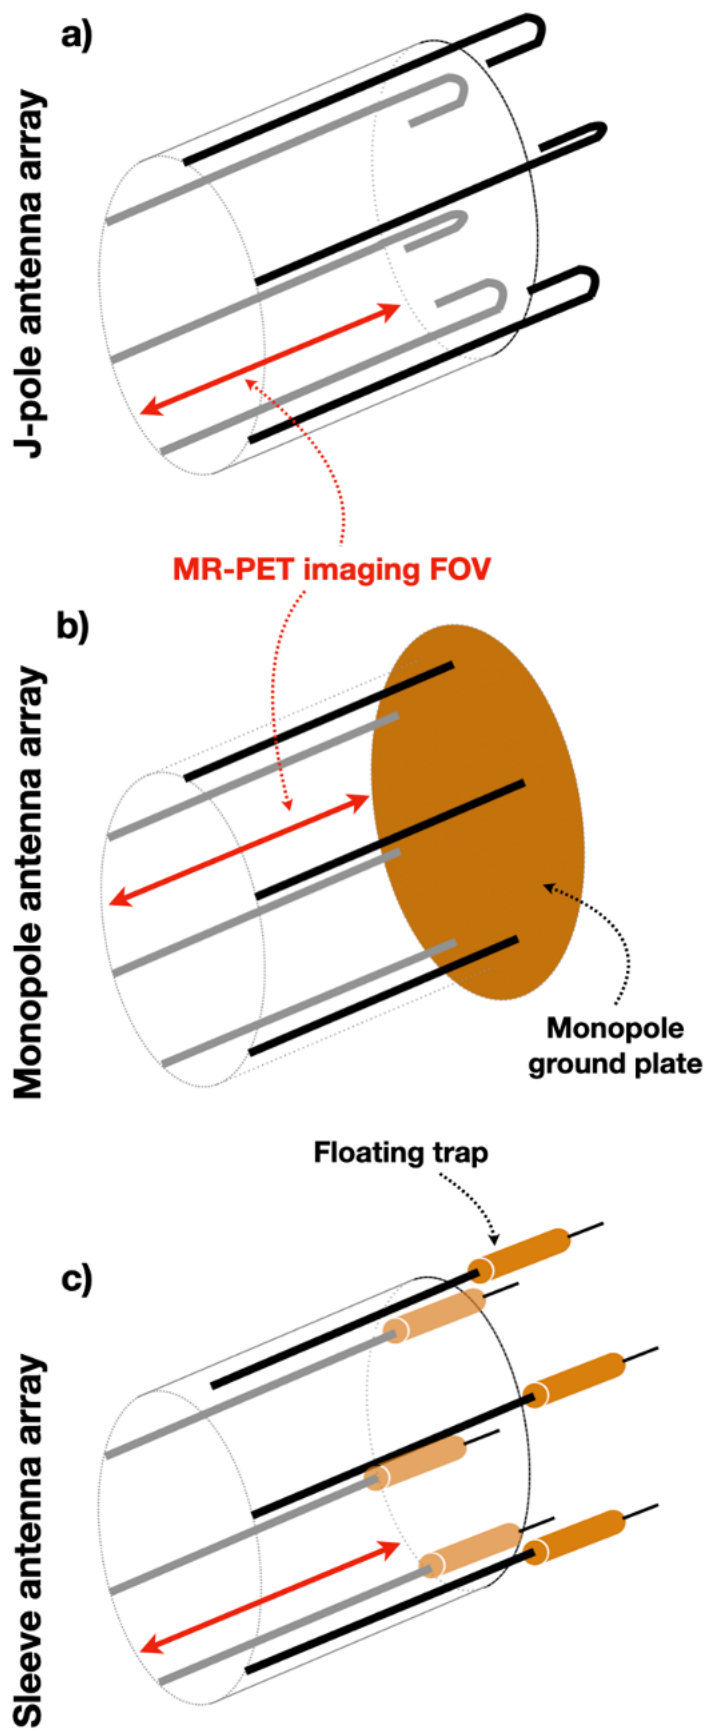 a)
J-pole antenna array
MR-PET imaging FOV
b)
Monopole antenna array
Monopole
ground plate
Floating trap
c)
Sleeve antenna array